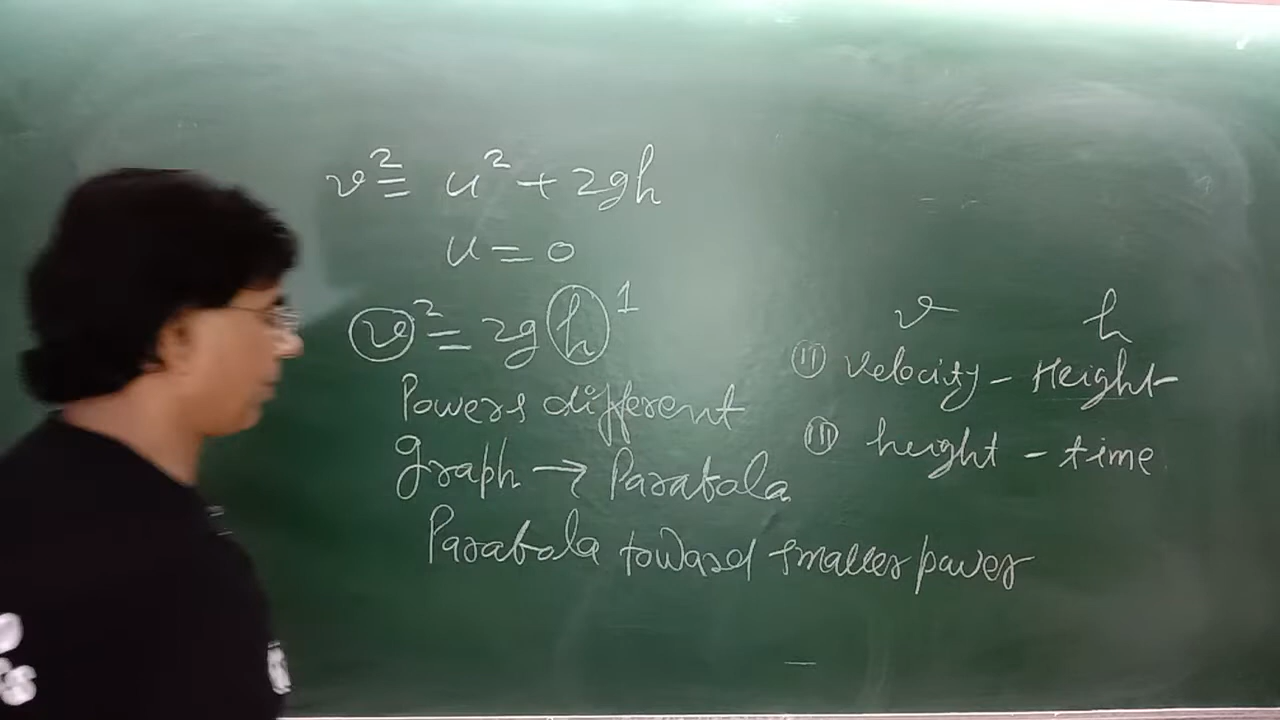 v² = u² + 2gh
u = 0
v² = 2g h¹
Powers different
graph → Parabola
Parabola toward smaller power
v h
(II) velocity - Height-
(III) height - time